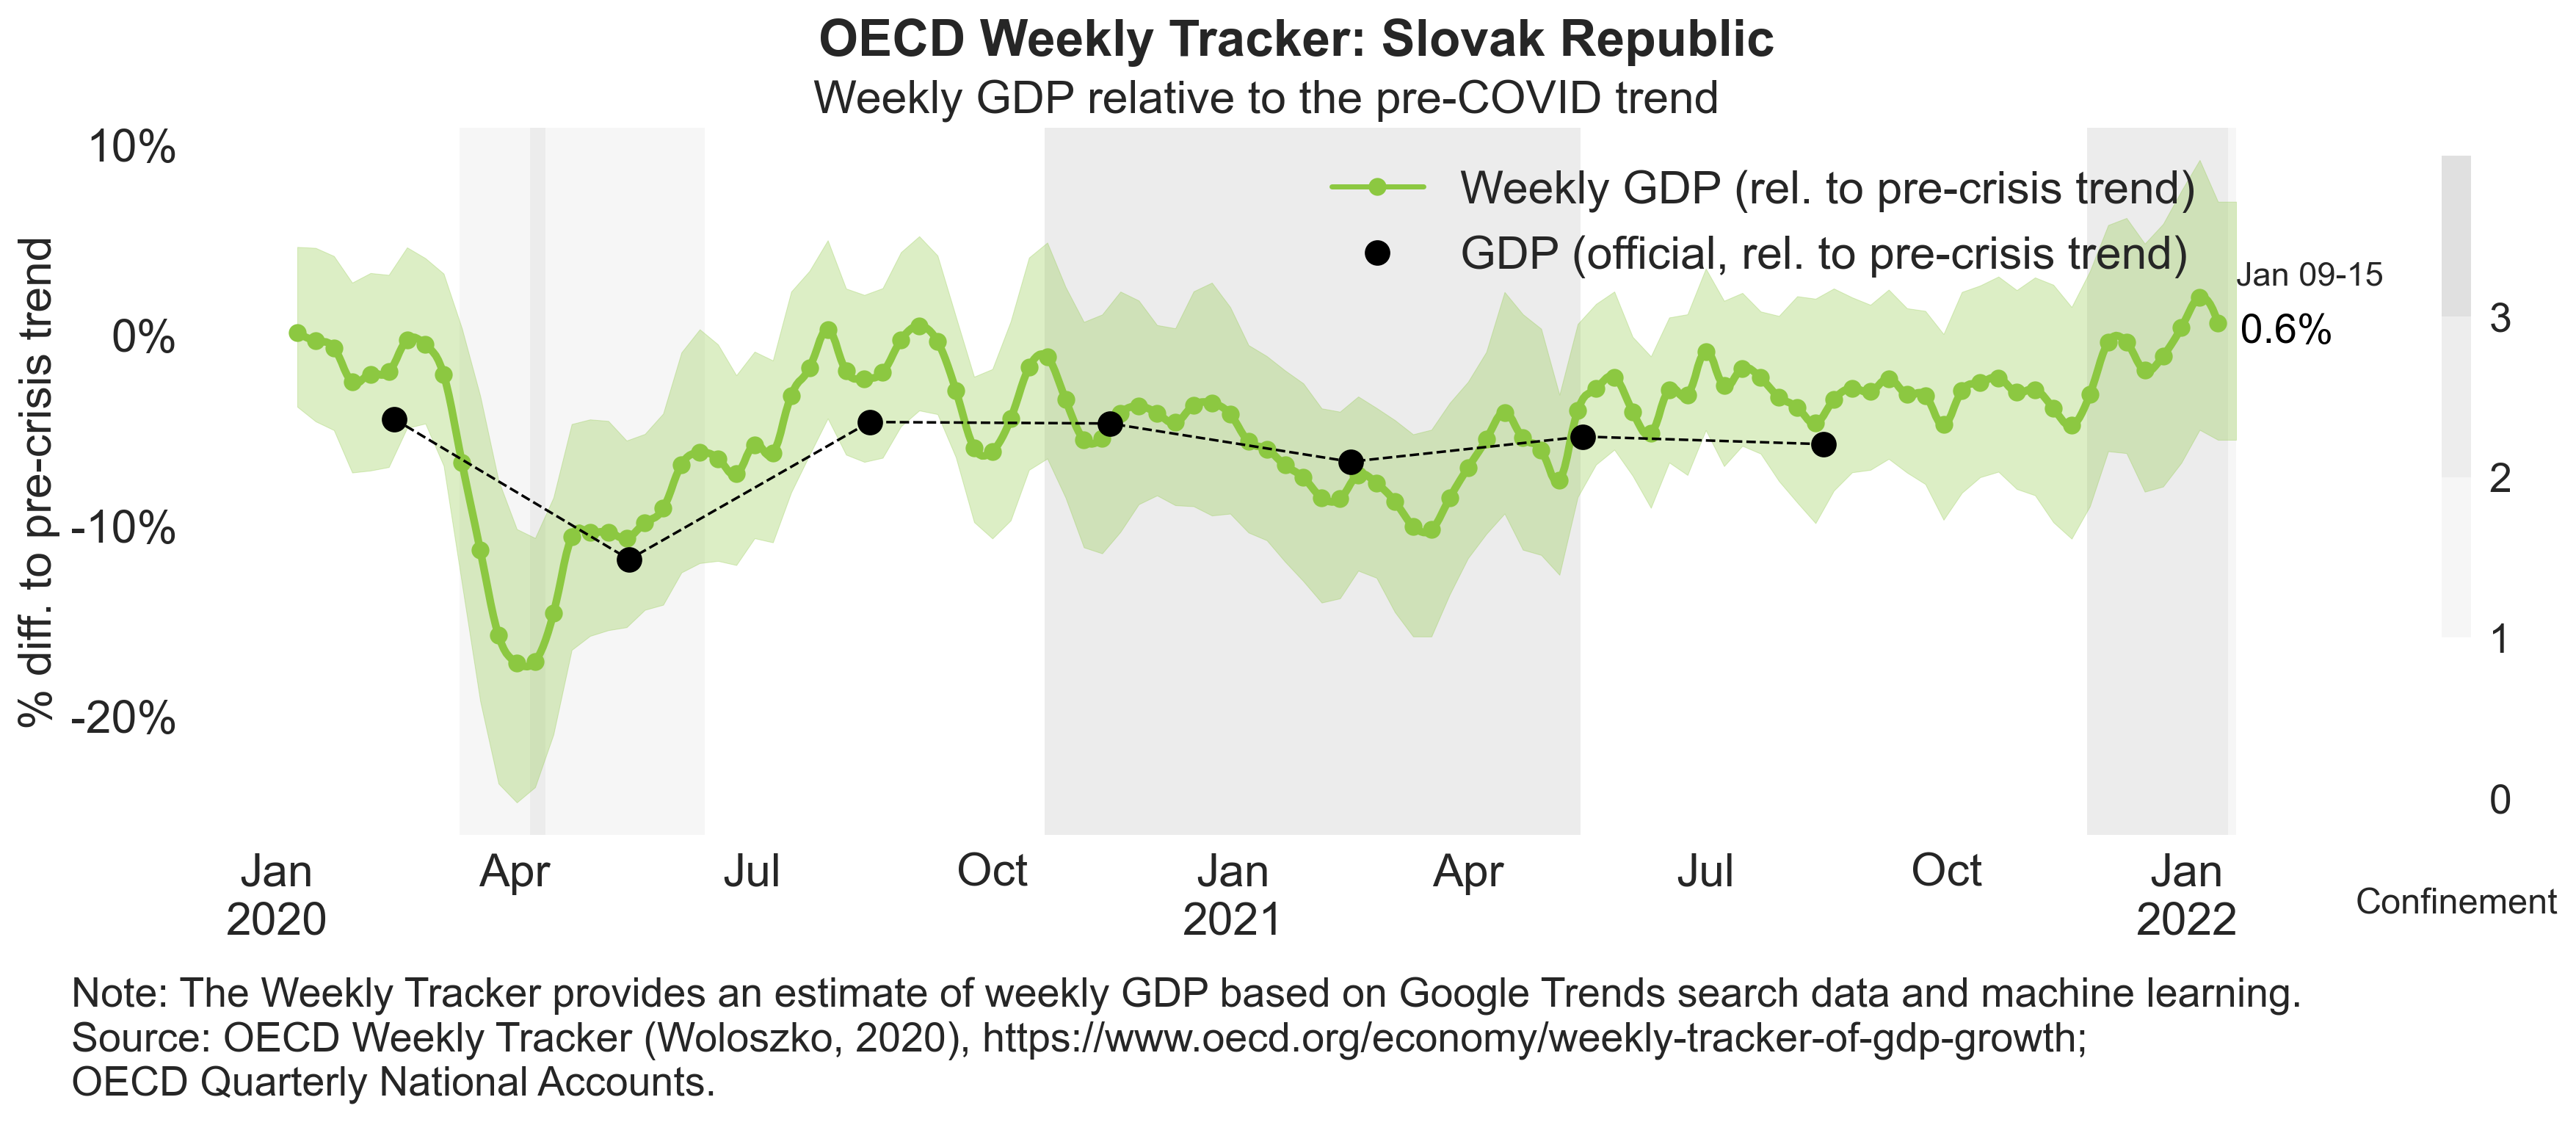 OECD Weekly Tracker: Slovak Republic
Weekly GDP relative to the pre-COVID trend
% diff. to pre-crisis trend
10%
0%
-10%
-20%
Weekly GDP (rel. to pre-crisis trend)
GDP (official, rel. to pre-crisis trend)
Jan 09-15
0.6%
3
2
1
0
Confinement
Jan Apr Jul Oct Jan Apr Jul Oct Jan
2020 2021 2022
Note: The Weekly Tracker provides an estimate of weekly GDP based on Google Trends search data and machine learning.
Source: OECD Weekly Tracker (Woloszko, 2020), https://www.oecd.org/economy/weekly-tracker-of-gdp-growth;
OECD Quarterly National Accounts.